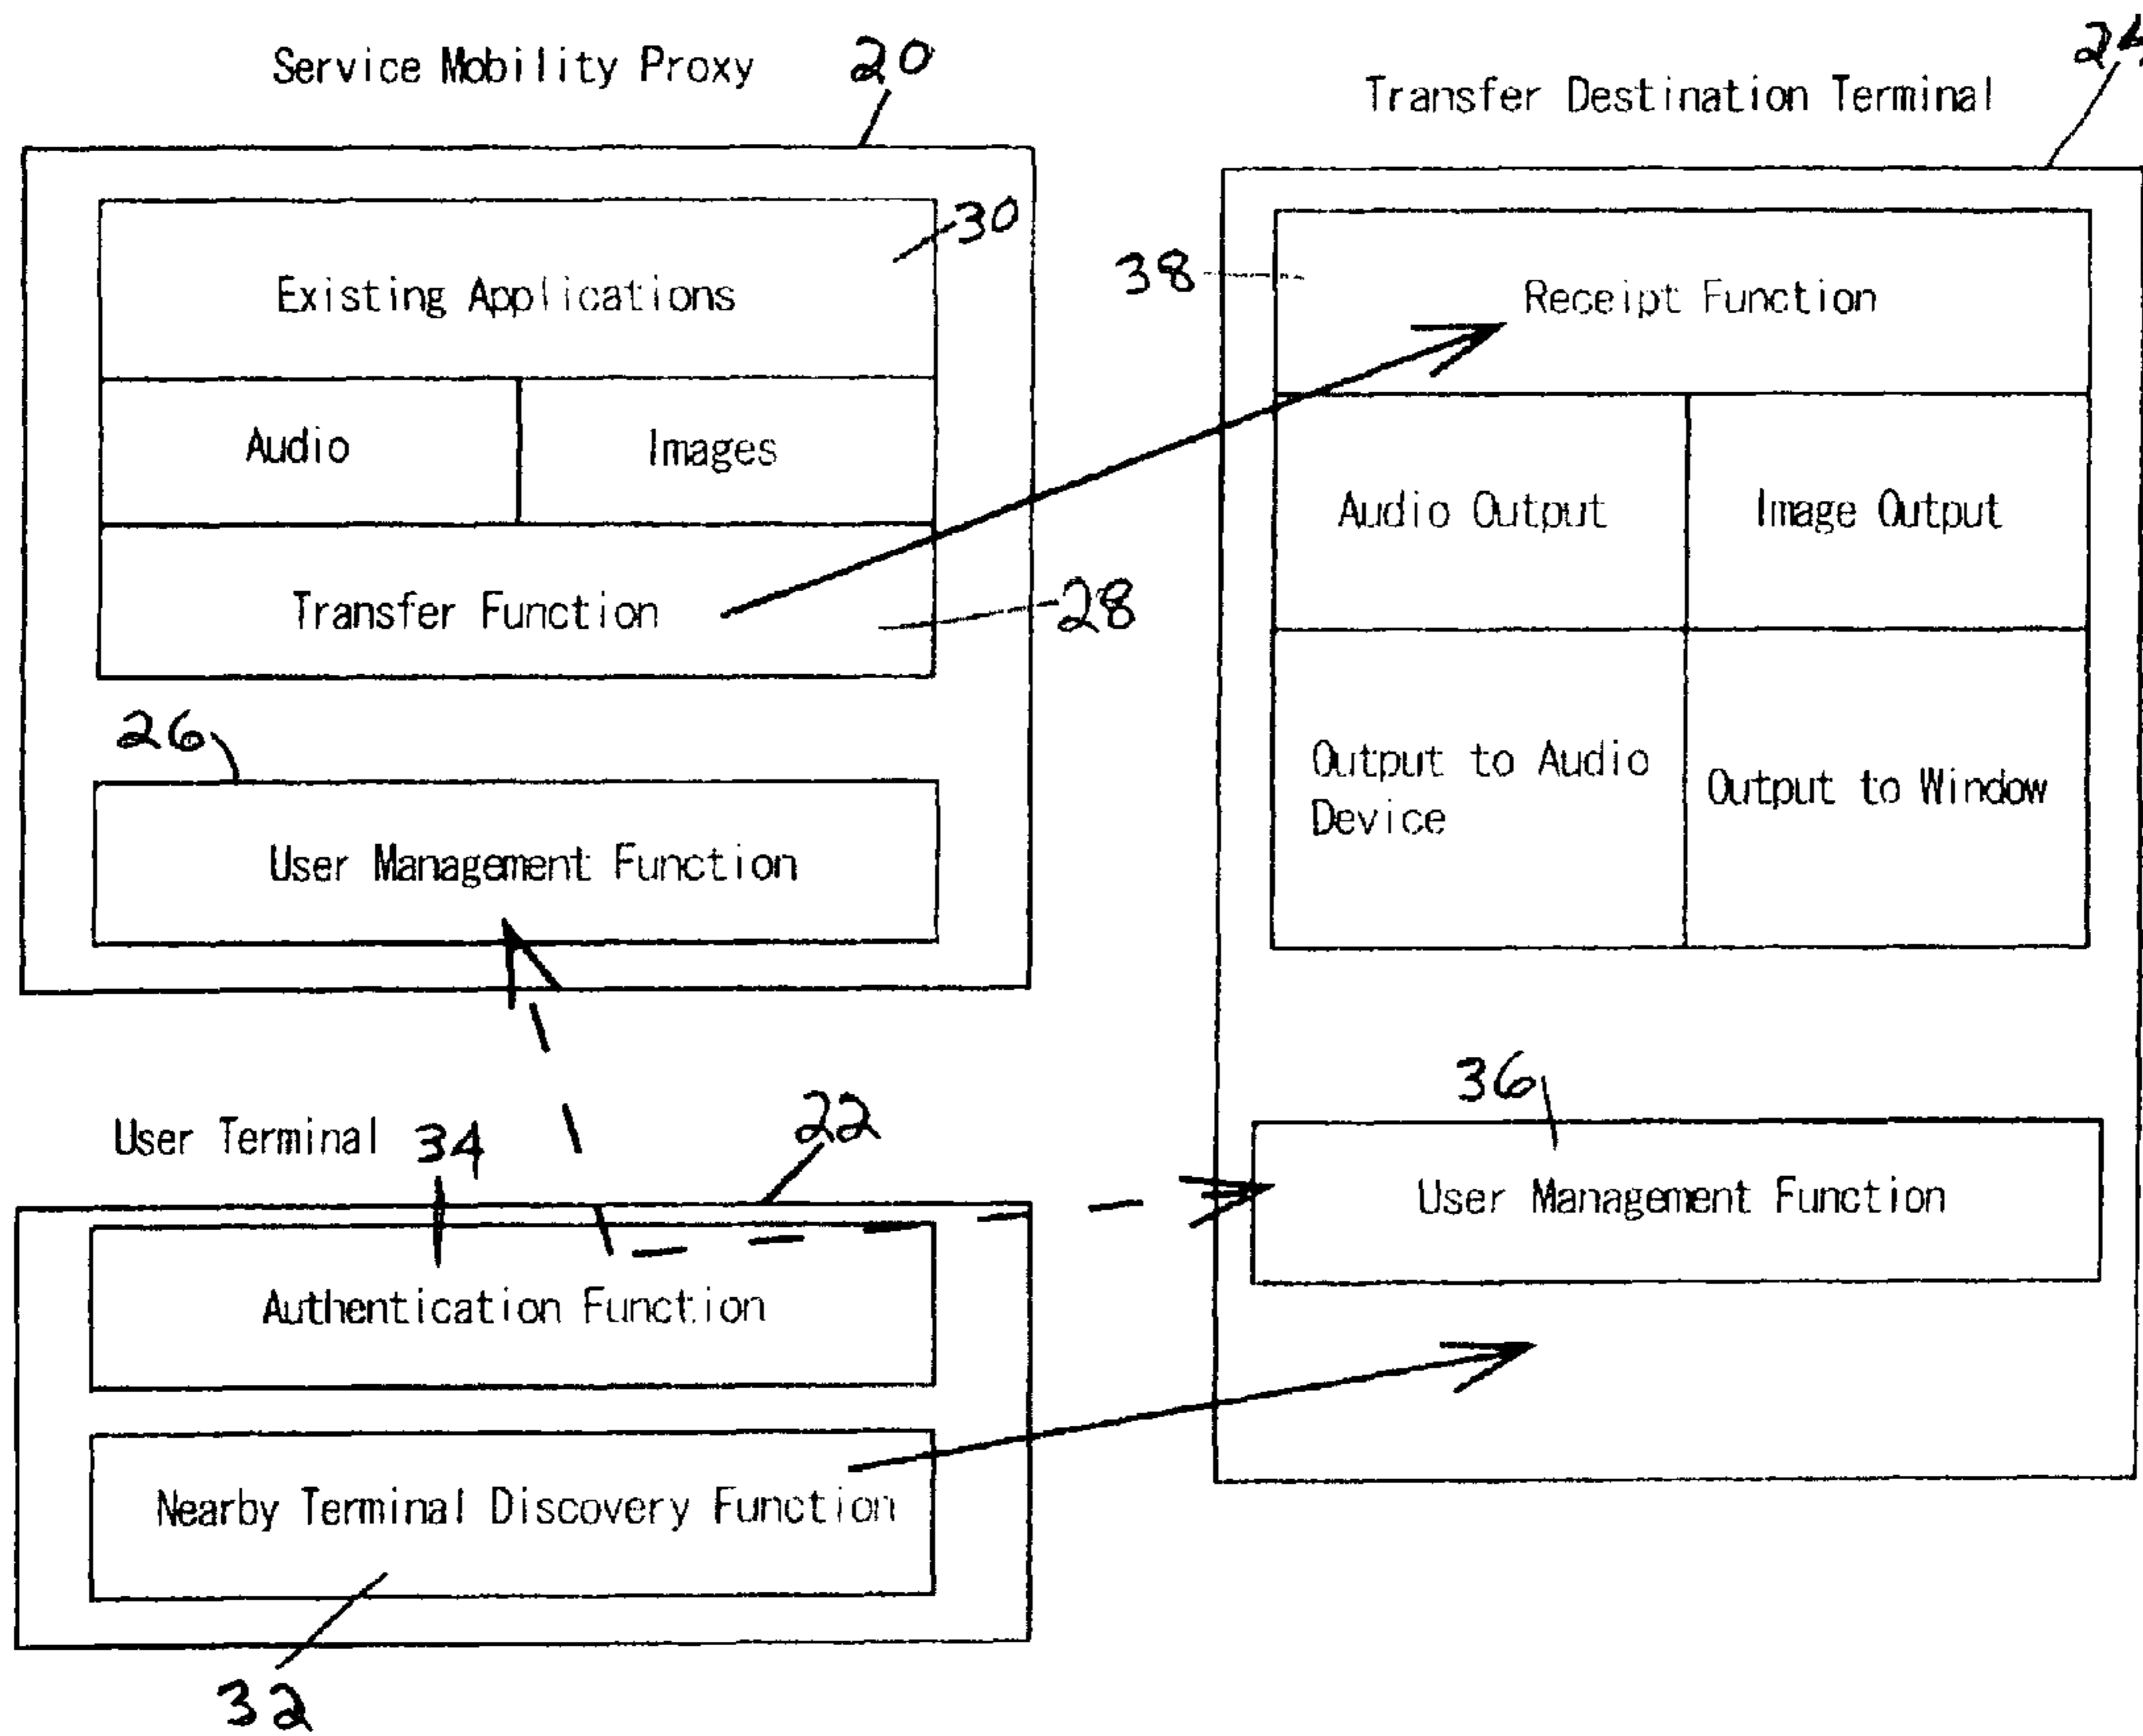 Service Mobility Proxy 20
30
Existing Applications
Audio
Images
Transfer Function
28
26
User Management Function
User Terminal
34
22
Authentication Function
Nearby Terminal Discovery Function
32
Transfer Destination Terminal
24
38
Receipt Function
Audio Output
Image Output
Output to Audio
Device
Output to Window
36
User Management Function